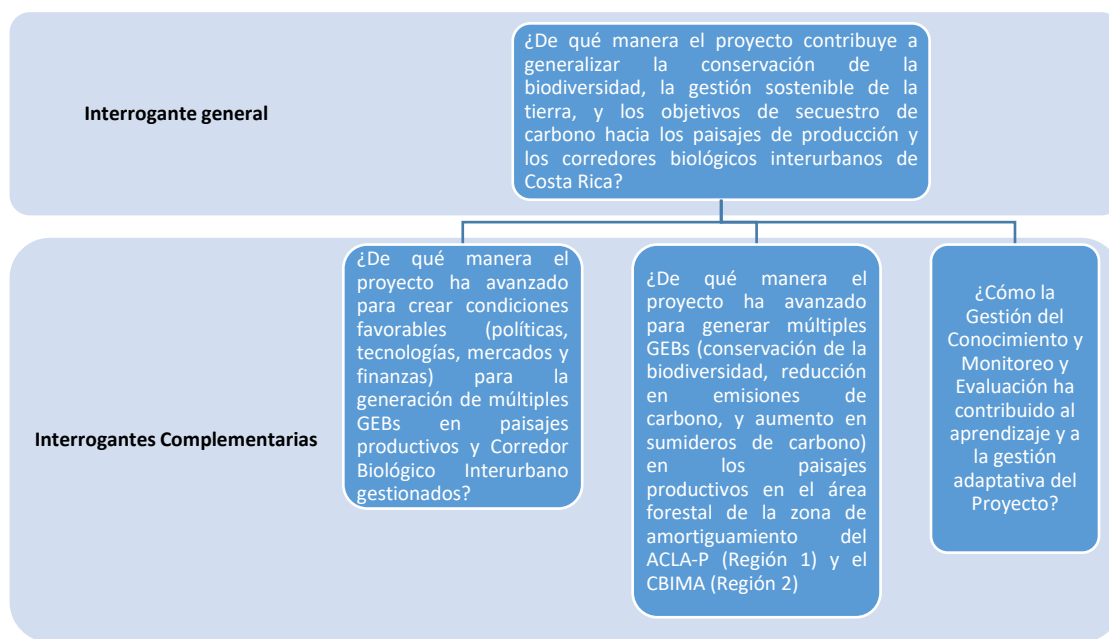 Interrogante general
¿De qué manera el proyecto contribuye a
generalizar la conservación de la
biodiversidad, la gestión sostenible de la
tierra, y los objetivos de secuestro de
carbono hacia los paisajes de producción y
los corredores biológicos interurbanos de
Costa Rica?
Interrogantes Complementarias
¿De qué manera el
proyecto ha avanzado
para crear condiciones
favorables (políticas,
tecnologías, mercados y
finanzas) para la
generación de múltiples
GEBs en paisajes
productivos y Corredor
Biológico Interurbano
gestionados?
¿De qué manera el
proyecto ha avanzado
para generar múltiples
GEBs (conservación de la
biodiversidad, reducción
en emisiones de
carbono, y aumento en
sumideros de carbono)
en los paisajes
productivos en el área
forestal de la zona de
amortiguamiento del
ACLA-P (Región 1) y el
CBIMA (Región 2)
¿Cómo la
Gestión del
Conocimiento y
Monitoreo y
Evaluación ha
contribuido al
aprendizaje y a
la gestión
adaptativa del
Proyecto?